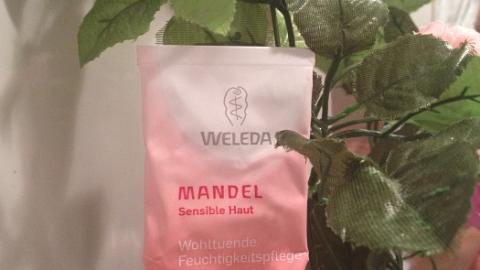 WELEDA
MANDEL
Sensible Haut
Wohltuende
Feuchtigkeitspflege